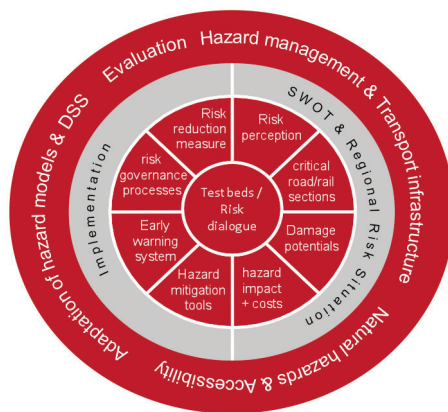 Evaluation
Hazard management & Transport infrastructure
Natural hazards & Accessibility
Adaptation of hazard models & DSS
SWOT & Regional Risk Situation
Implementation
Risk
reduction
measure
Risk
perception
risk
governance
processes
critical
road/rail
sections
Test beds /
Risk
dialogue
Early
warning
system
Damage
potentials
Hazard
mitigation
tools
hazard
impact
+ costs